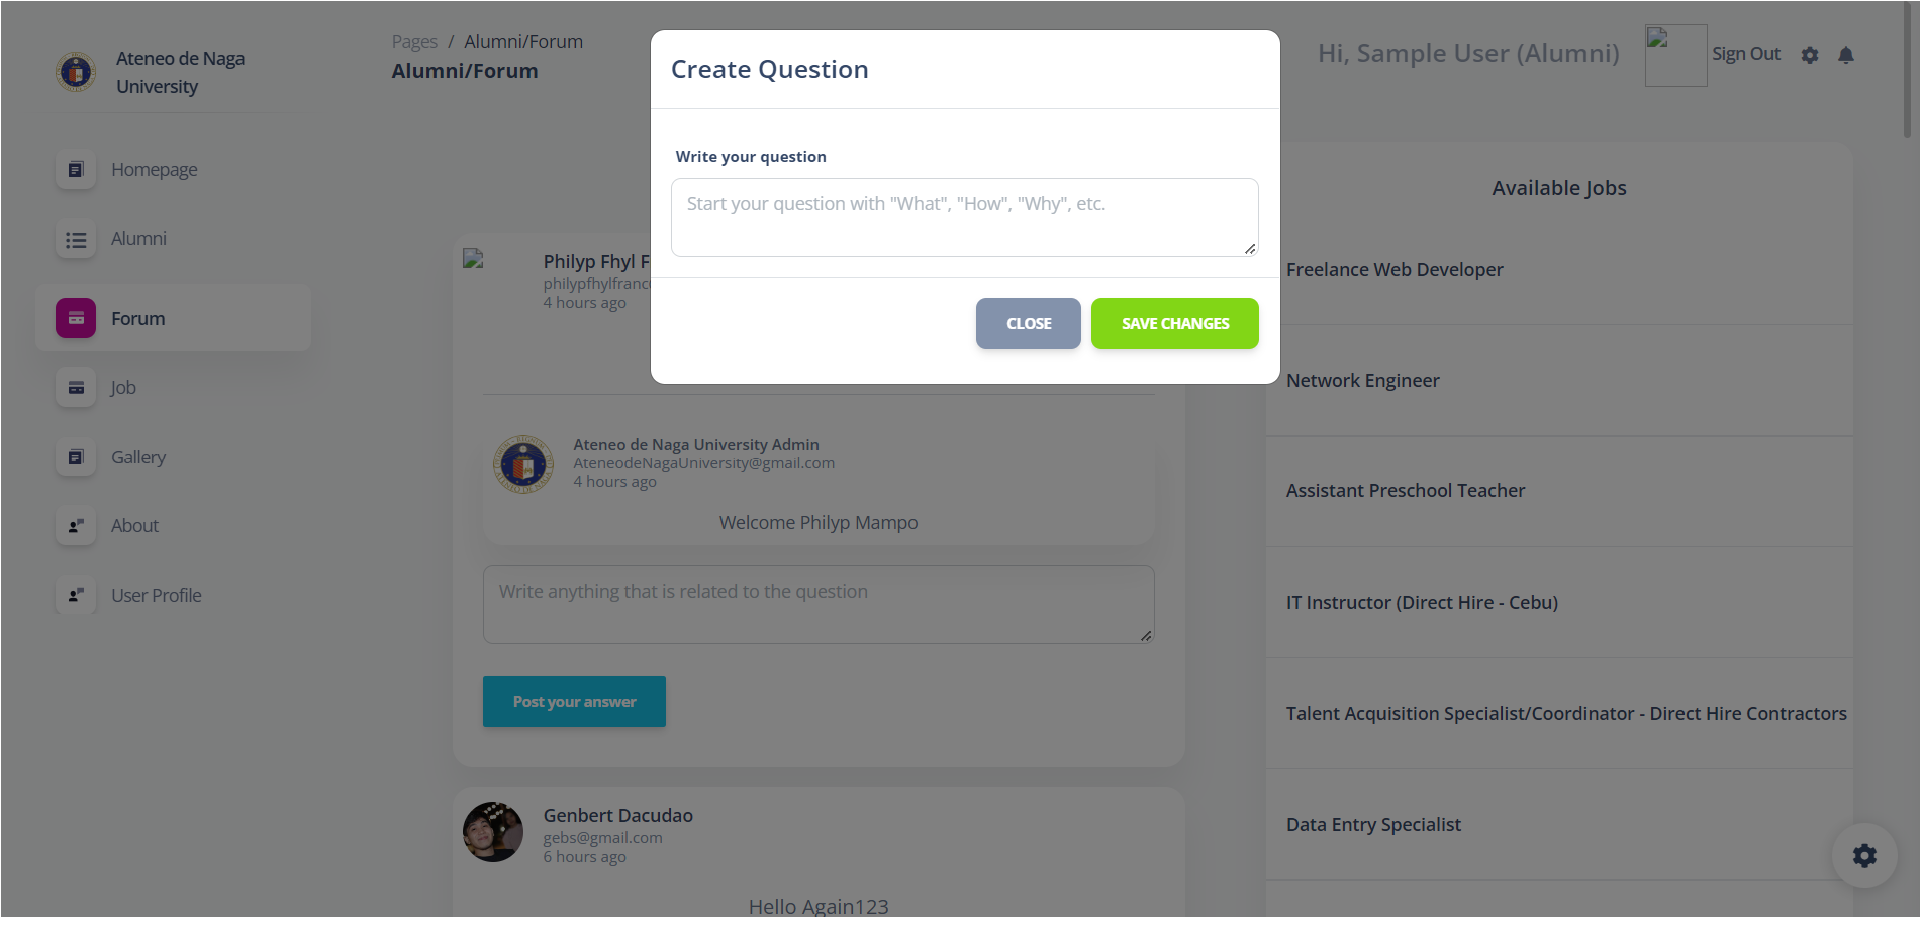 Ateneo de Naga
University
Homepage
Alumni
Forum
Job
Gallery
About
User Profile
Pages / Alumni/Forum
Alumni/Forum
Hi, Sample User (Alumni)
Sign Out
Create Question
Write your question
Start your question with "What", "How", "Why", etc.
CLOSE
SAVE CHANGES
Philyp Fhyl F
philypfhylfranc
4 hours ago
Ateneo de Naga University Admin
AteneodeNagaUniversity@gmail.com
4 hours ago
Welcome Philyp Mampo
Write anything that is related to the question
Post your answer
Genbert Dacudao
gebs@gmail.com
6 hours ago
Hello Again123
Available Jobs
Freelance Web Developer
Network Engineer
Assistant Preschool Teacher
IT Instructor (Direct Hire - Cebu)
Talent Acquisition Specialist/Coordinator - Direct Hire Contractors
Data Entry Specialist